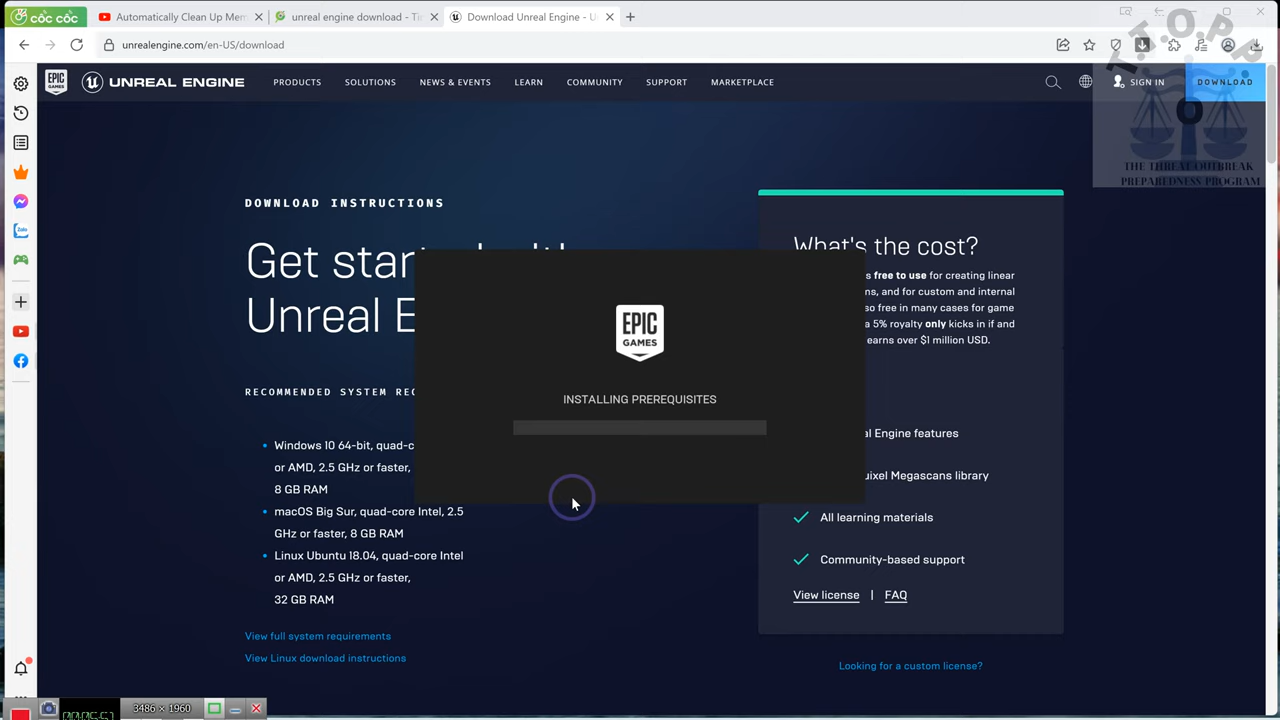 cốc cốc
Automatically Clean Up Mem
unreal engine download - Tì
Download Unreal Engine - U
unrealengine.com/en-US/download
EPIC GAMES
UNREAL ENGINE
PRODUCTS
SOLUTIONS
NEWS & EVENTS
LEARN
COMMUNITY
SUPPORT
MARKETPLACE
SIGN IN
DOWNLOAD
T.T.O.P.P
THE THREAL OUTBREAK
PREPAREDNESS PROGRAM
Zalo
DOWNLOAD INSTRUCTIONS
Get star
Unreal E
RECOMMENDED SYSTEM REQ
Windows 10 64-bit, quad-c
or AMD, 2.5 GHz or faster,
8 GB RAM
macOS Big Sur, quad-core Intel, 2.5
GHz or faster, 8 GB RAM
Linux Ubuntu 18.04, quad-core Intel
or AMD, 2.5 GHz or faster,
32 GB RAM
View full system requirements
View Linux download instructions
EPIC
GAMES
INSTALLING PREREQUISITES
What's the cost?
s free to use for creating linear
ns, and for custom and internal
so free in many cases for game
a 5% royalty only kicks in if and
earns over $1 million USD.
al Engine features
uixel Megascans library
All learning materials
Community-based support
View license | FAQ
Looking for a custom license?
3486 × 1960